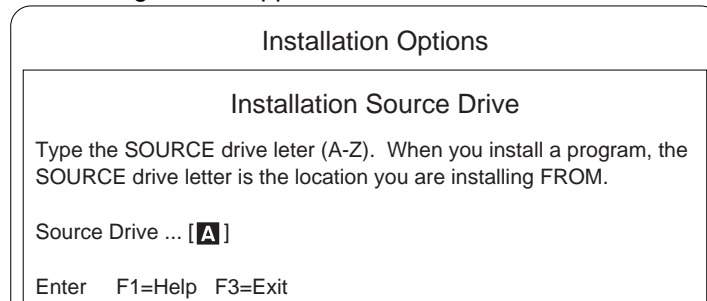 Installation Options
Installation Source Drive
Type the SOURCE drive leter (A-Z). When you install a program, the
SOURCE drive letter is the location you are installing FROM.
Source Drive ... [A]
Enter F1=Help F3=Exit